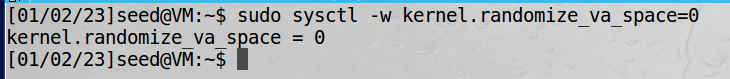 [01/02/23]seed@VM:~$ sudo sysctl -w kernel.randomize_va_space=0
kernel.randomize_va_space = 0
[01/02/23]seed@VM:~$